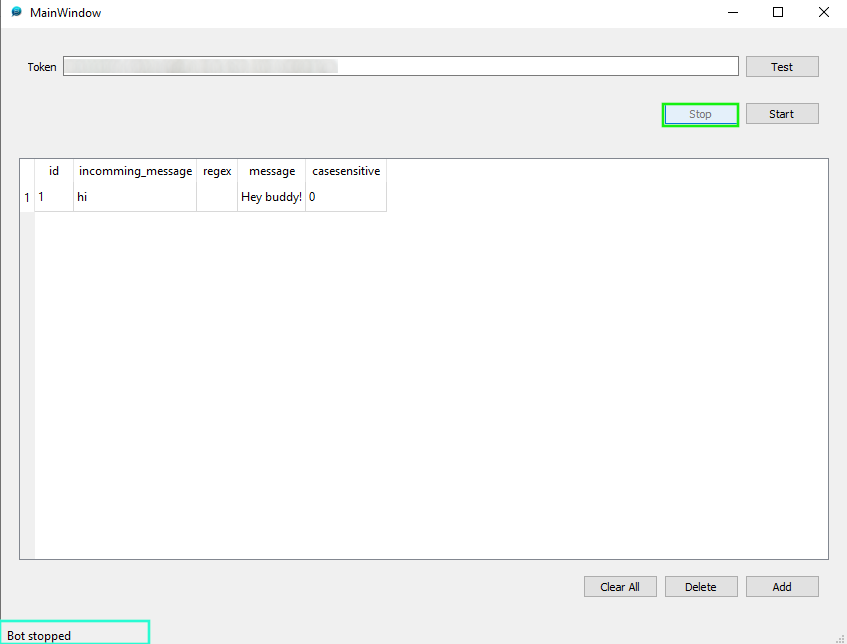 MainWindow
Token Test
Stop Start
id incomming_message regex message casesensitive
1 1 hi Hey buddy! 0
Clear All Delete Add
Bot stopped